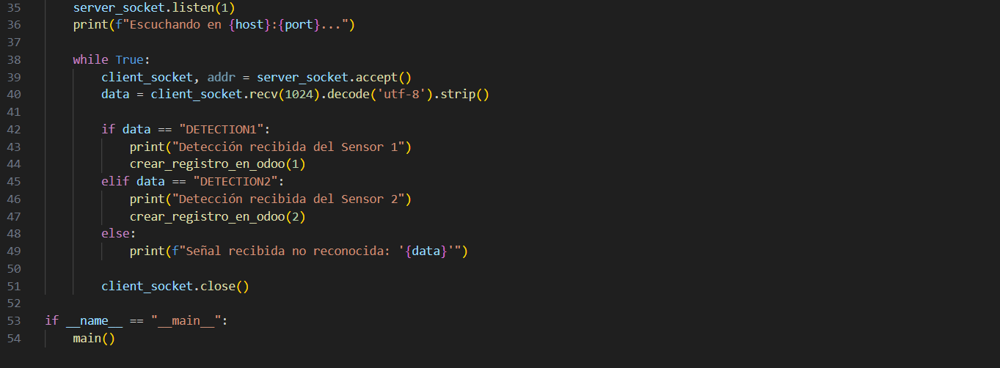 35 server_socket.listen(1)
36 print(f"Escuchando en {host}:{port}...")
37
38 while True:
39 client_socket, addr = server_socket.accept()
40 data = client_socket.recv(1024).decode('utf-8').strip()
41
42 if data == "DETECTION1":
43 print("Detección recibida del Sensor 1")
44 crear_registro_en_odoo(1)
45 elif data == "DETECTION2":
46 print("Detección recibida del Sensor 2")
47 crear_registro_en_odoo(2)
48 else:
49 print(f"Señal recibida no reconocida: '{data}'")
50
51 client_socket.close()
52
53 if __name__ == "__main__":
54 main()